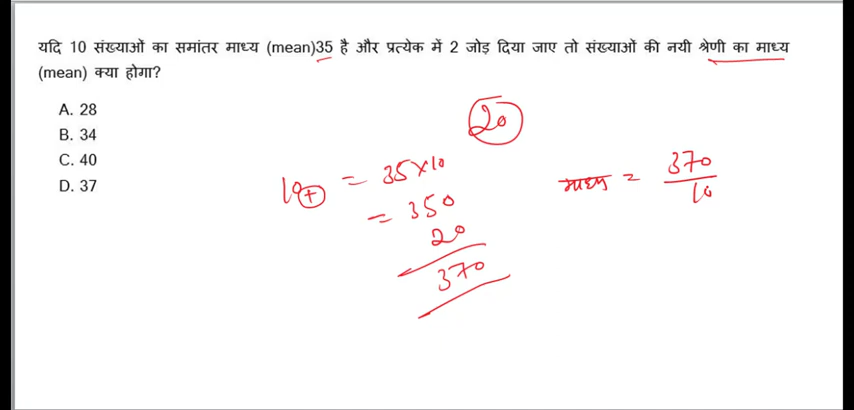 यदि 10 संख्याओं का समांतर माध्य (mean)35 है और प्रत्येक में 2 जोड़ दिया जाए तो संख्याओं की नयी श्रेणी का माध्य
(mean) क्या होगा?
A. 28
B. 34
C. 40
D. 37
20
10+ = 35×10
= 350
20
370
माध्य = 370
10